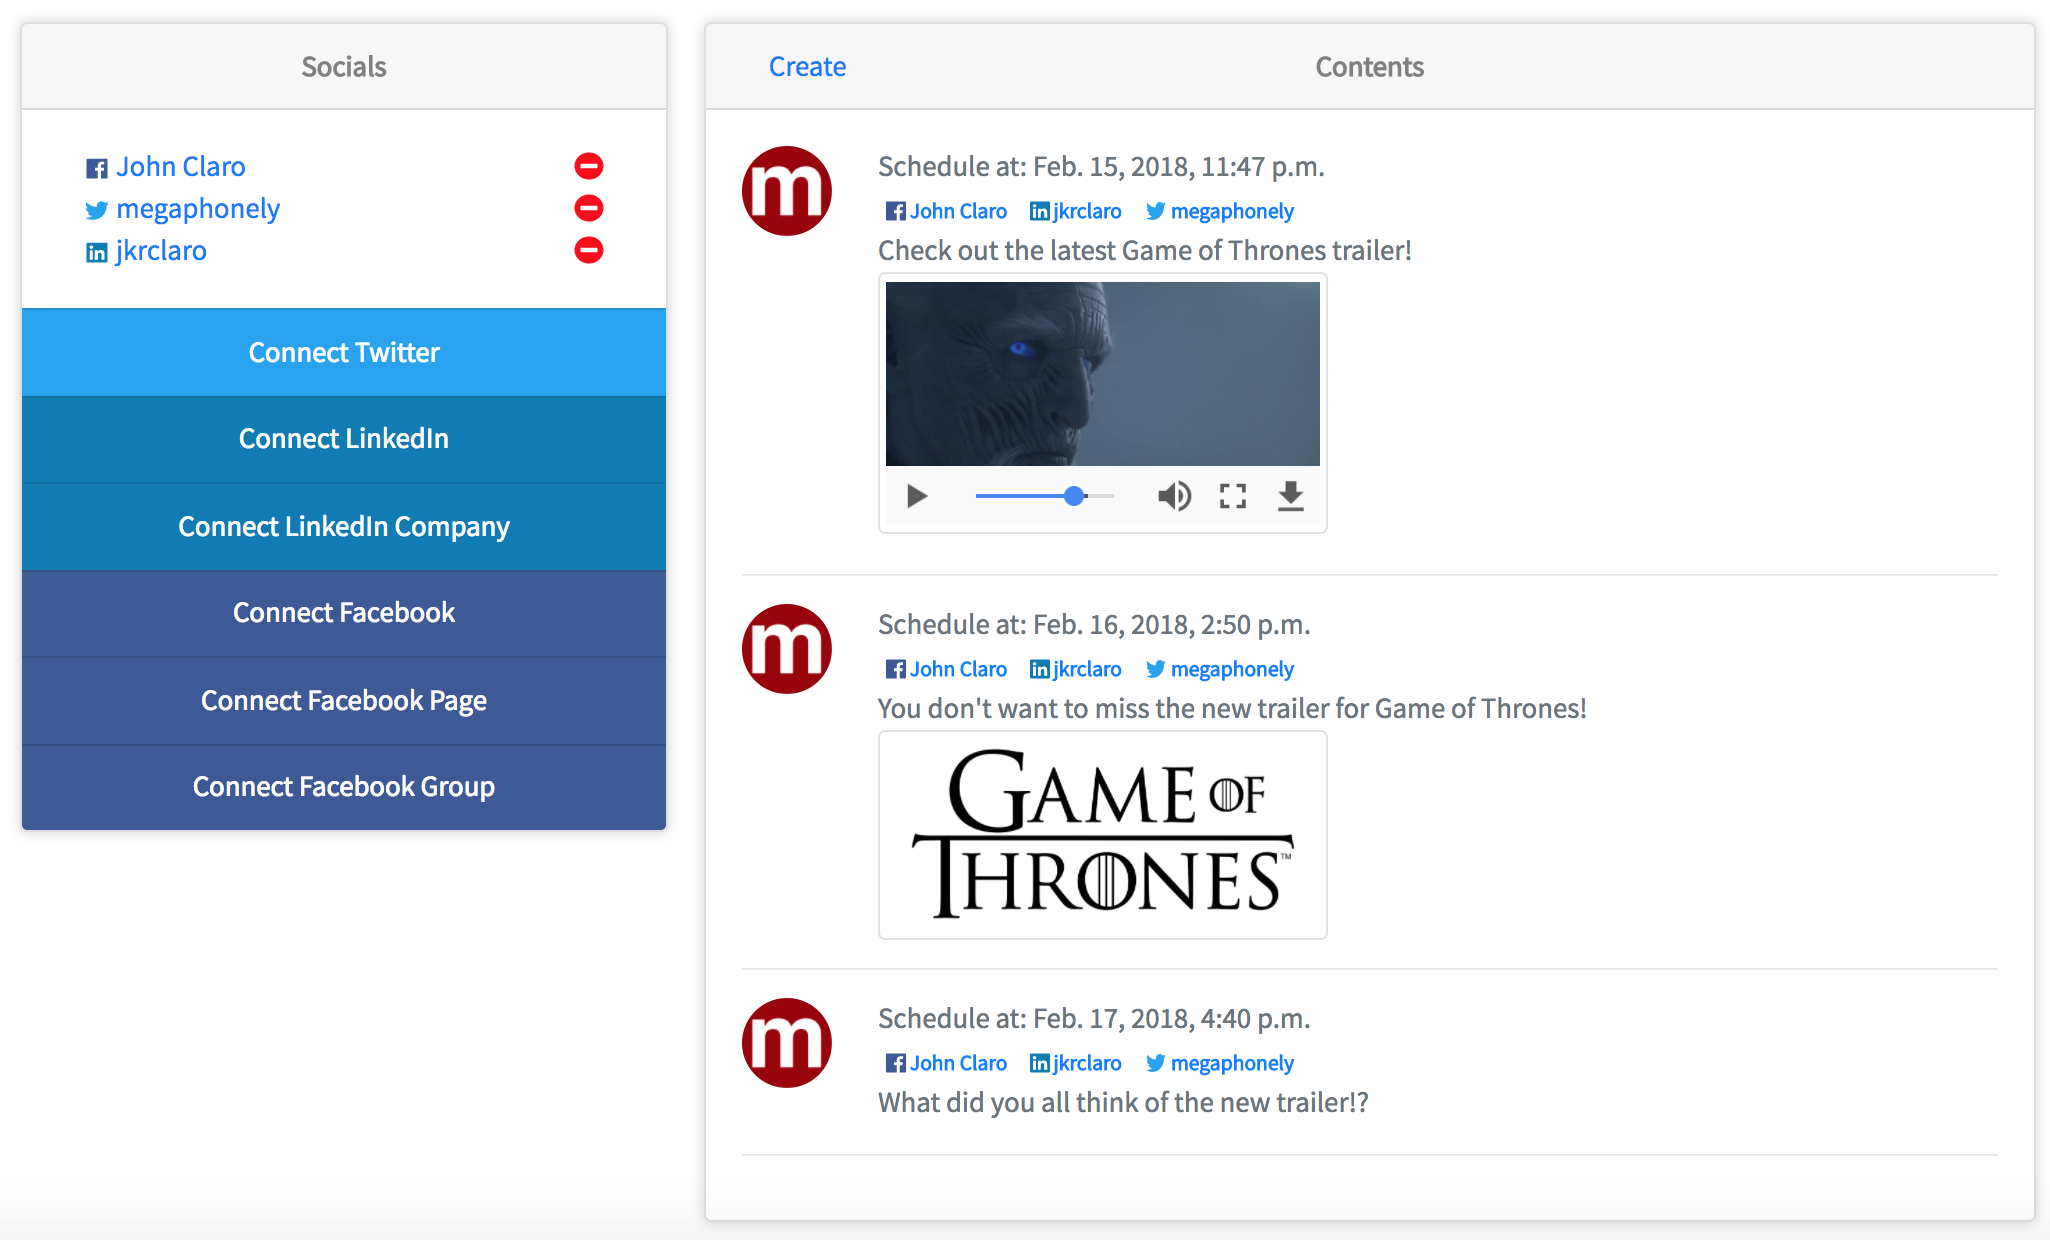 Socials
John Claro
megaphonely
jkrclaro
Connect Twitter
Connect LinkedIn
Connect LinkedIn Company
Connect Facebook
Connect Facebook Page
Connect Facebook Group
Create Contents
m
Schedule at: Feb. 15, 2018, 11:47 p.m.
John Claro jkrclaro megaphonely
Check out the latest Game of Thrones trailer!
m
Schedule at: Feb. 16, 2018, 2:50 p.m.
John Claro jkrclaro megaphonely
You don't want to miss the new trailer for Game of Thrones!
GAME OF
THRONES™
m
Schedule at: Feb. 17, 2018, 4:40 p.m.
John Claro jkrclaro megaphonely
What did you all think of the new trailer!?